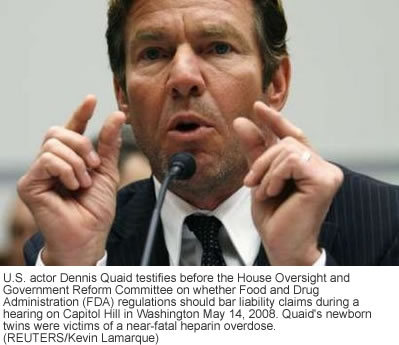 U.S. actor Dennis Quaid testifies before the House Oversight and
Government Reform Committee on whether Food and Drug
Administration (FDA) regulations should bar liability claims during a
hearing on Capitol Hill in Washington May 14, 2008. Quaid's newborn
twins were victims of a near-fatal heparin overdose.
(REUTERS/Kevin Lamarque)